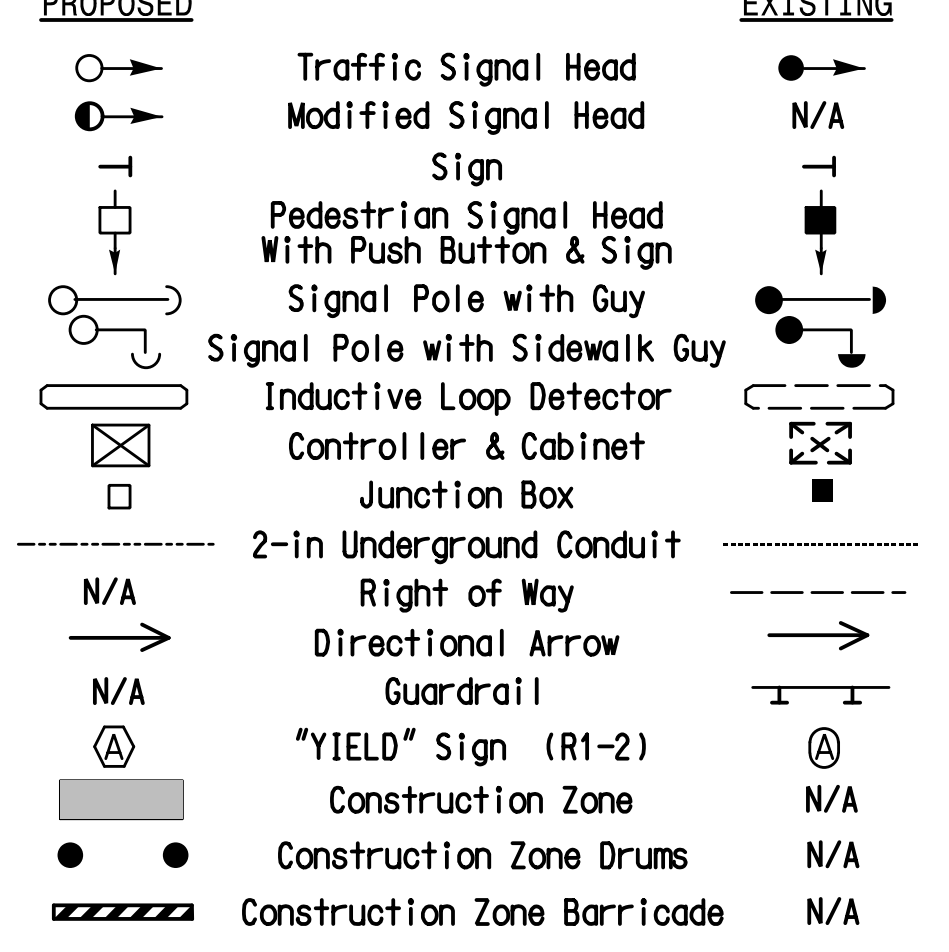 PROPOSED EXISTING
Traffic Signal Head
Modified Signal Head N/A
Sign
Pedestrian Signal Head
With Push Button & Sign
Signal Pole with Guy
Signal Pole with Sidewalk Guy
Inductive Loop Detector
Controller & Cabinet
Junction Box
2-in Underground Conduit
N/A Right of Way
Directional Arrow
N/A Guardrail
A "YIELD" Sign (R1-2) A
Construction Zone N/A
Construction Zone Drums N/A
Construction Zone Barricade N/A